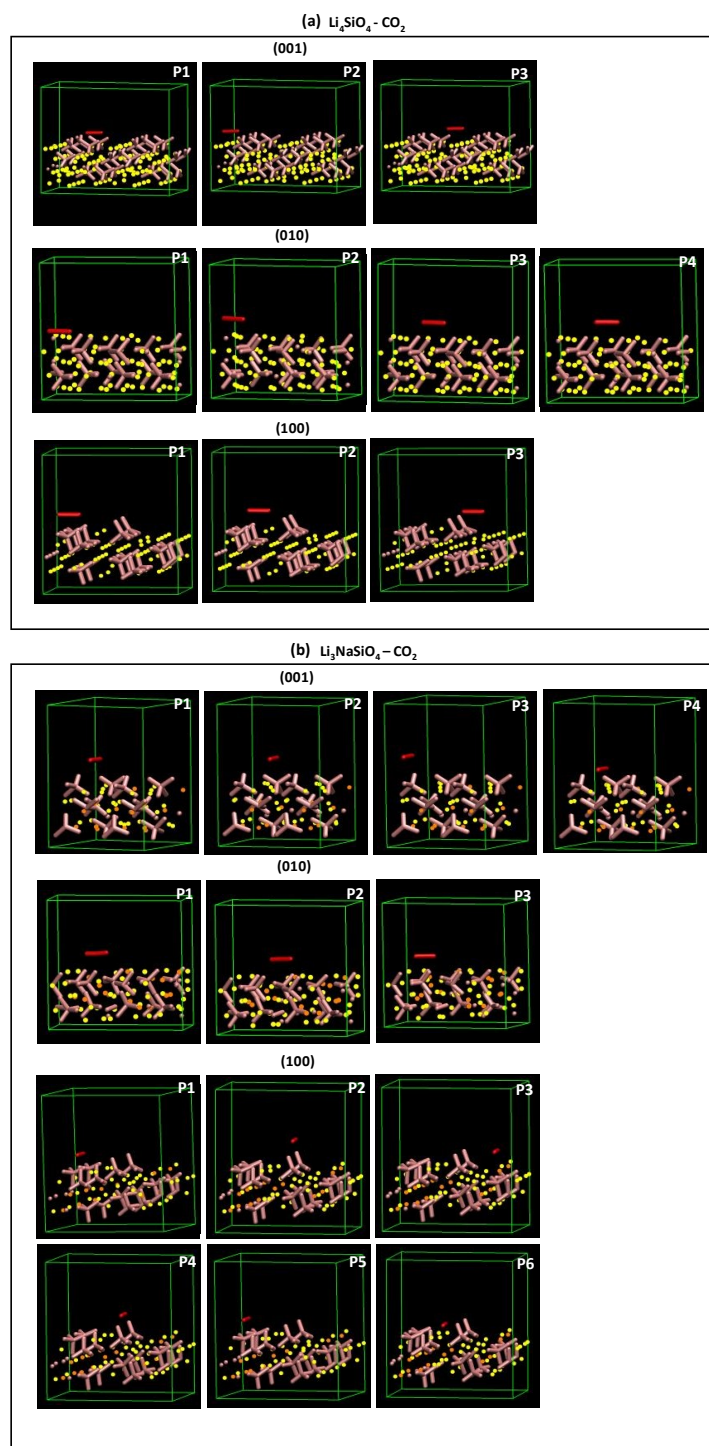 (a) Li₄SiO₄ - CO₂
(001)
P1 P2 P3
(010)
P1 P2 P3 P4
(100)
P1 P2 P3
(b) Li₃NaSiO₄ – CO₂
(001)
P1 P2 P3 P4
(010)
P1 P2 P3
(100)
P1 P2 P3
P4 P5 P6